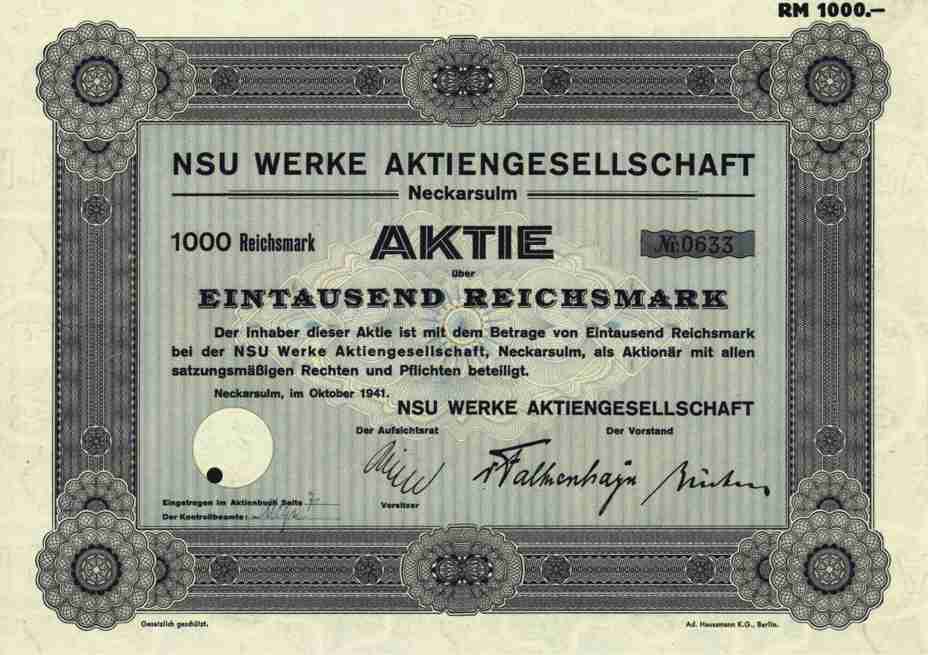 RM 1000.—
NSU WERKE AKTIENGESELLSCHAFT
Neckarsulm
1000 Reichsmark AKTIE Nr. 0633
über
EINTAUSEND REICHSMARK
Der Inhaber dieser Aktie ist mit dem Betrage von Eintausend Reichsmark
bei der NSU Werke Aktiengesellschaft, Neckarsulm, als Aktionär mit allen
satzungsmäßigen Rechten und Pflichten beteiligt.
Neckarsulm, im Oktober 1941.
NSU WERKE AKTIENGESELLSCHAFT
Der Aufsichtsrat Der Vorstand
v Falkenhayn
Vorsitzer
Eingetragen im Aktienbuch Seite
Der Kontrollbeamte:
Gesetzlich geschützt. Ad. Haussmann K.G., Berlin.